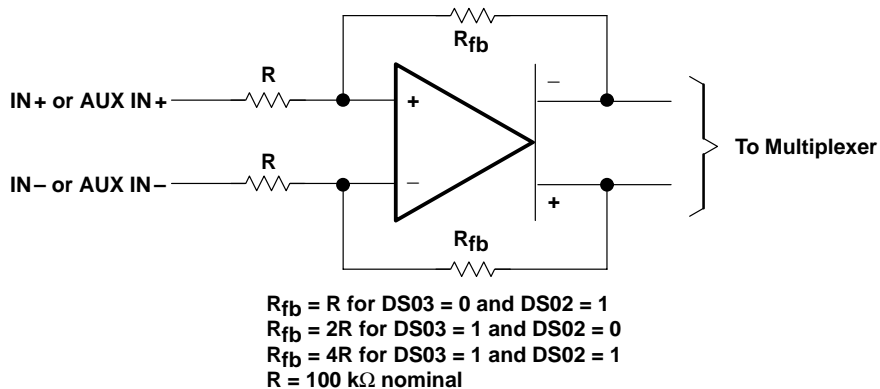 Rfb
R
IN+ or AUX IN+
+
−
To Multiplexer
R
IN− or AUX IN−
−
+
Rfb
Rfb = R for DS03 = 0 and DS02 = 1
Rfb = 2R for DS03 = 1 and DS02 = 0
Rfb = 4R for DS03 = 1 and DS02 = 1
R = 100 kΩ nominal